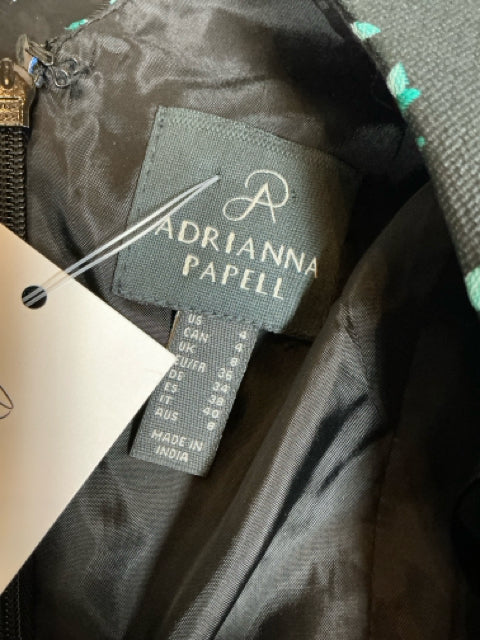 ADRIANNA
PAPELL
US 4
CAN 4
UK 8
EU/FR 36
DE 34
ES 38
IT 40
AUS 8
MADE IN
INDIA